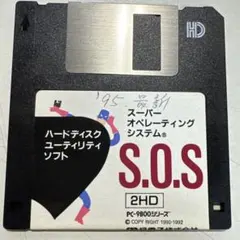 HD
'95.最新
スーパー
オペレーティング
システム®
ハードディスク
ユーティリティ
ソフト
S.O.S
2HD
PC-9800シリーズ
© COPY RIGHT 1990-1992